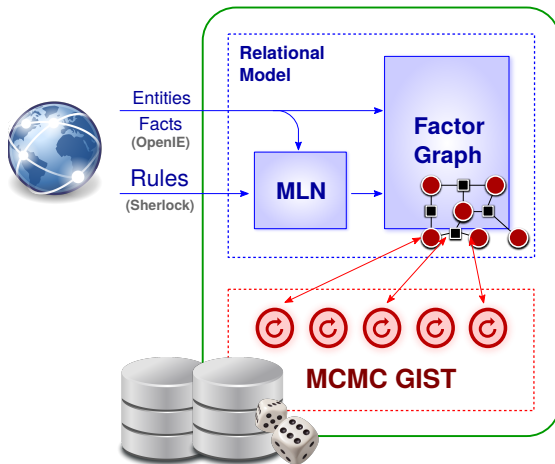 Relational
Model
Entities
Facts
(OpenIE)
Rules
(Sherlock)
MLN
Factor
Graph
MCMC GIST